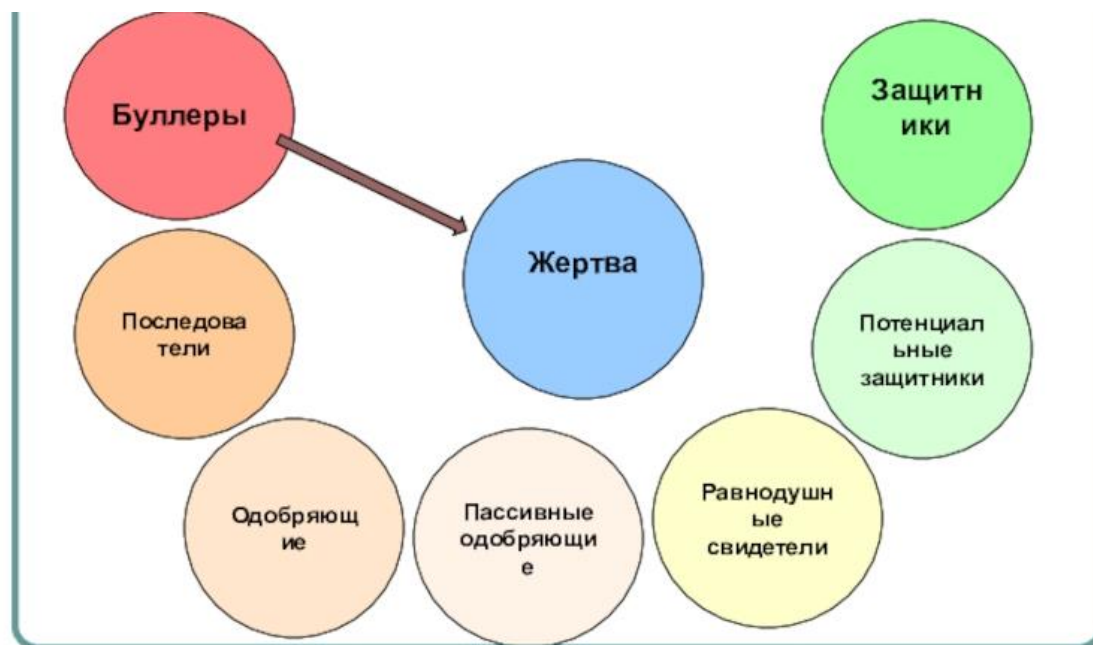 Буллеры
Защитн
ики
Жертва
Последова
тели
Потенциал
ьные
защитники
Одобряющ
ие
Пассивные
одобряющи
е
Равнодушн
ые
свидетели